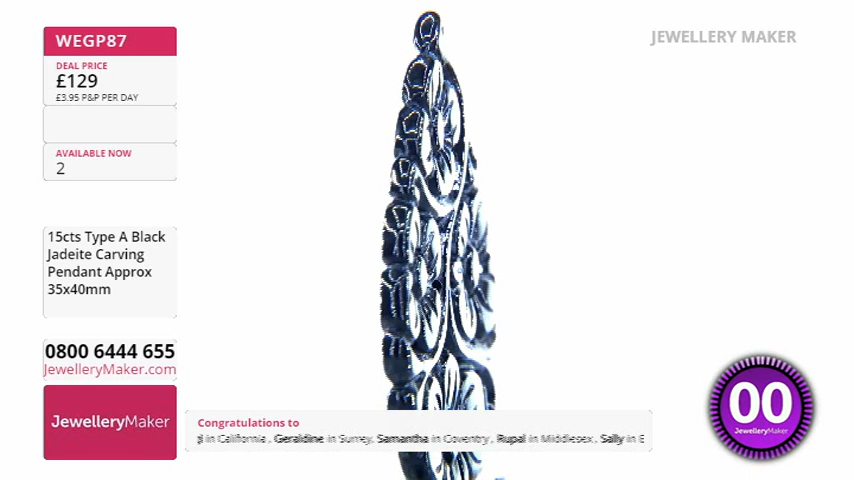 WEGP87
DEAL PRICE
£129
£3.95 P&P PER DAY
AVAILABLE NOW
2
15cts Type A Black
Jadeite Carving
Pendant Approx
35x40mm
0800 6444 655
JewelleryMaker.com
JewelleryMaker
JEWELLERY MAKER
Congratulations to
in California, Geraldine in Surrey, Samantha in Coventry, Rupal in Middlesex, Sally in
00
JewelleryMaker